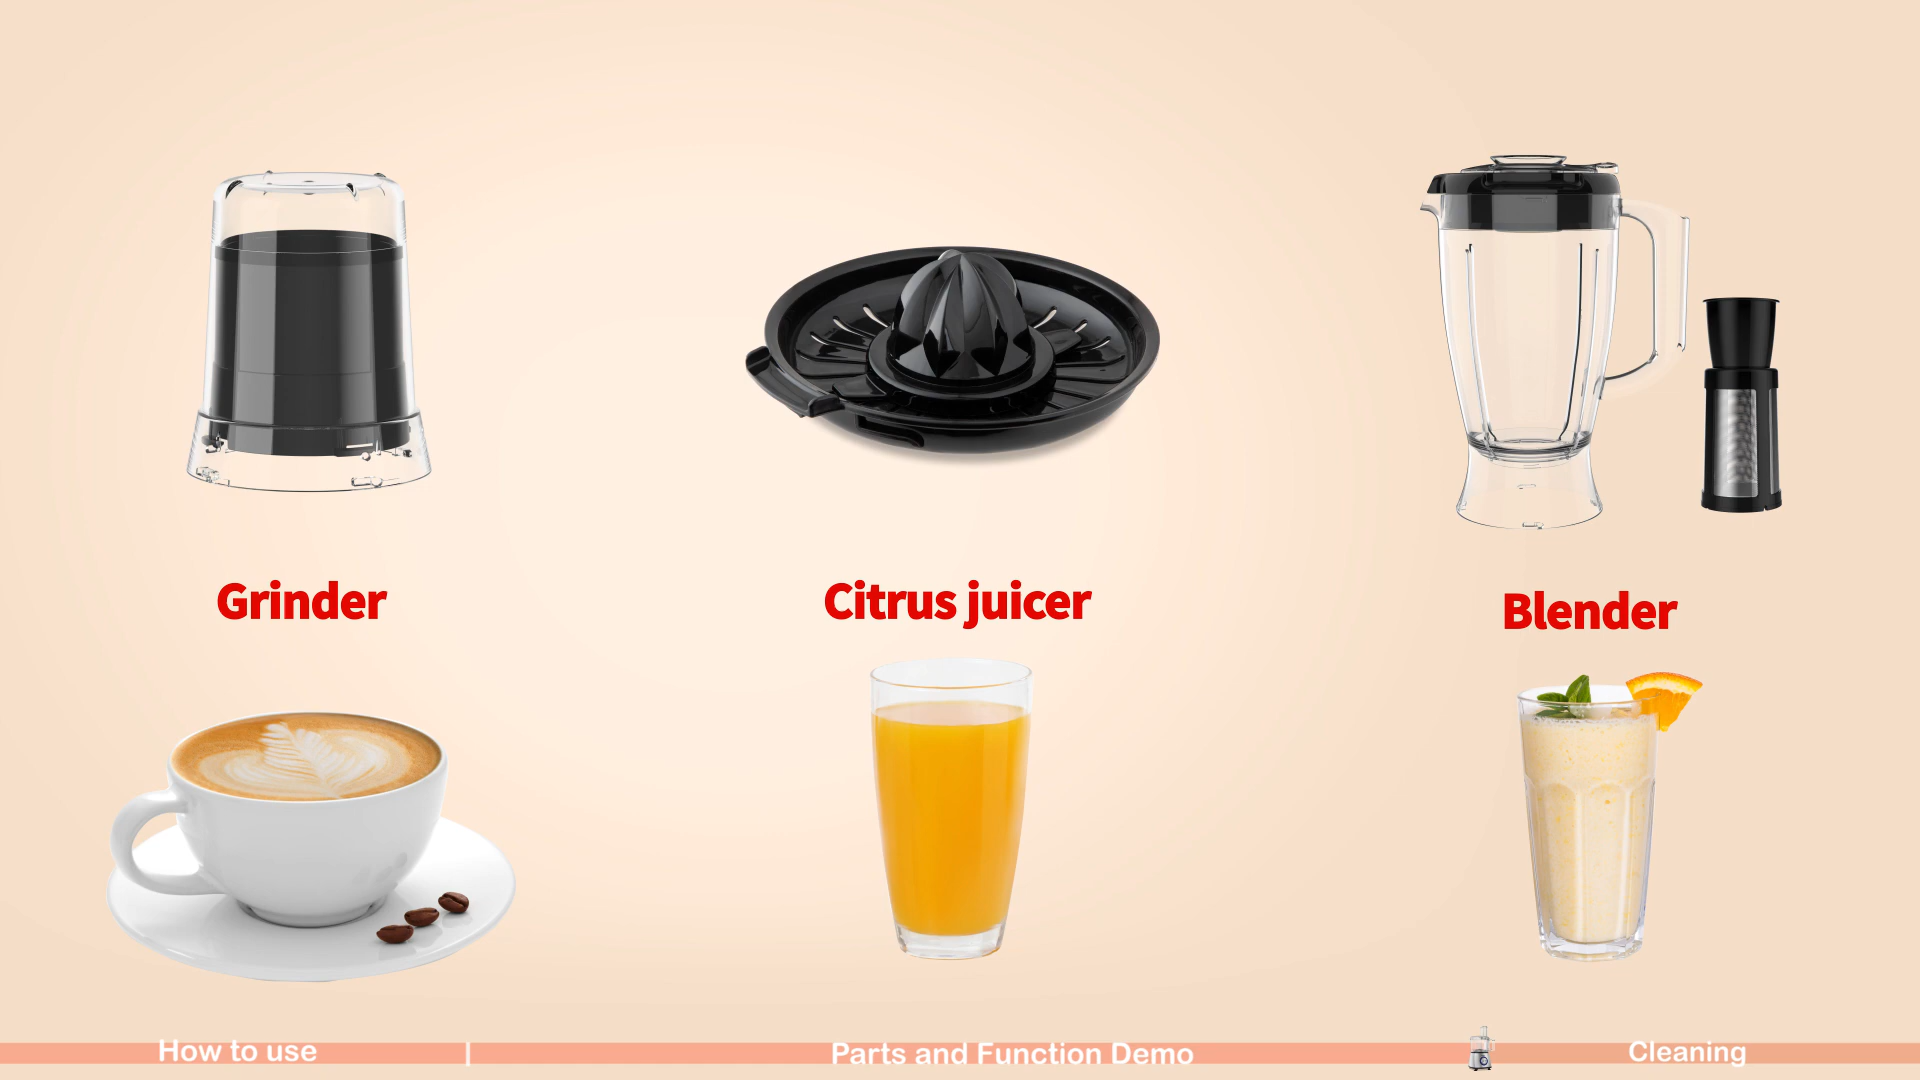 Grinder
Citrus juicer
Blender
How to use
|
Parts and Function Demo
Cleaning